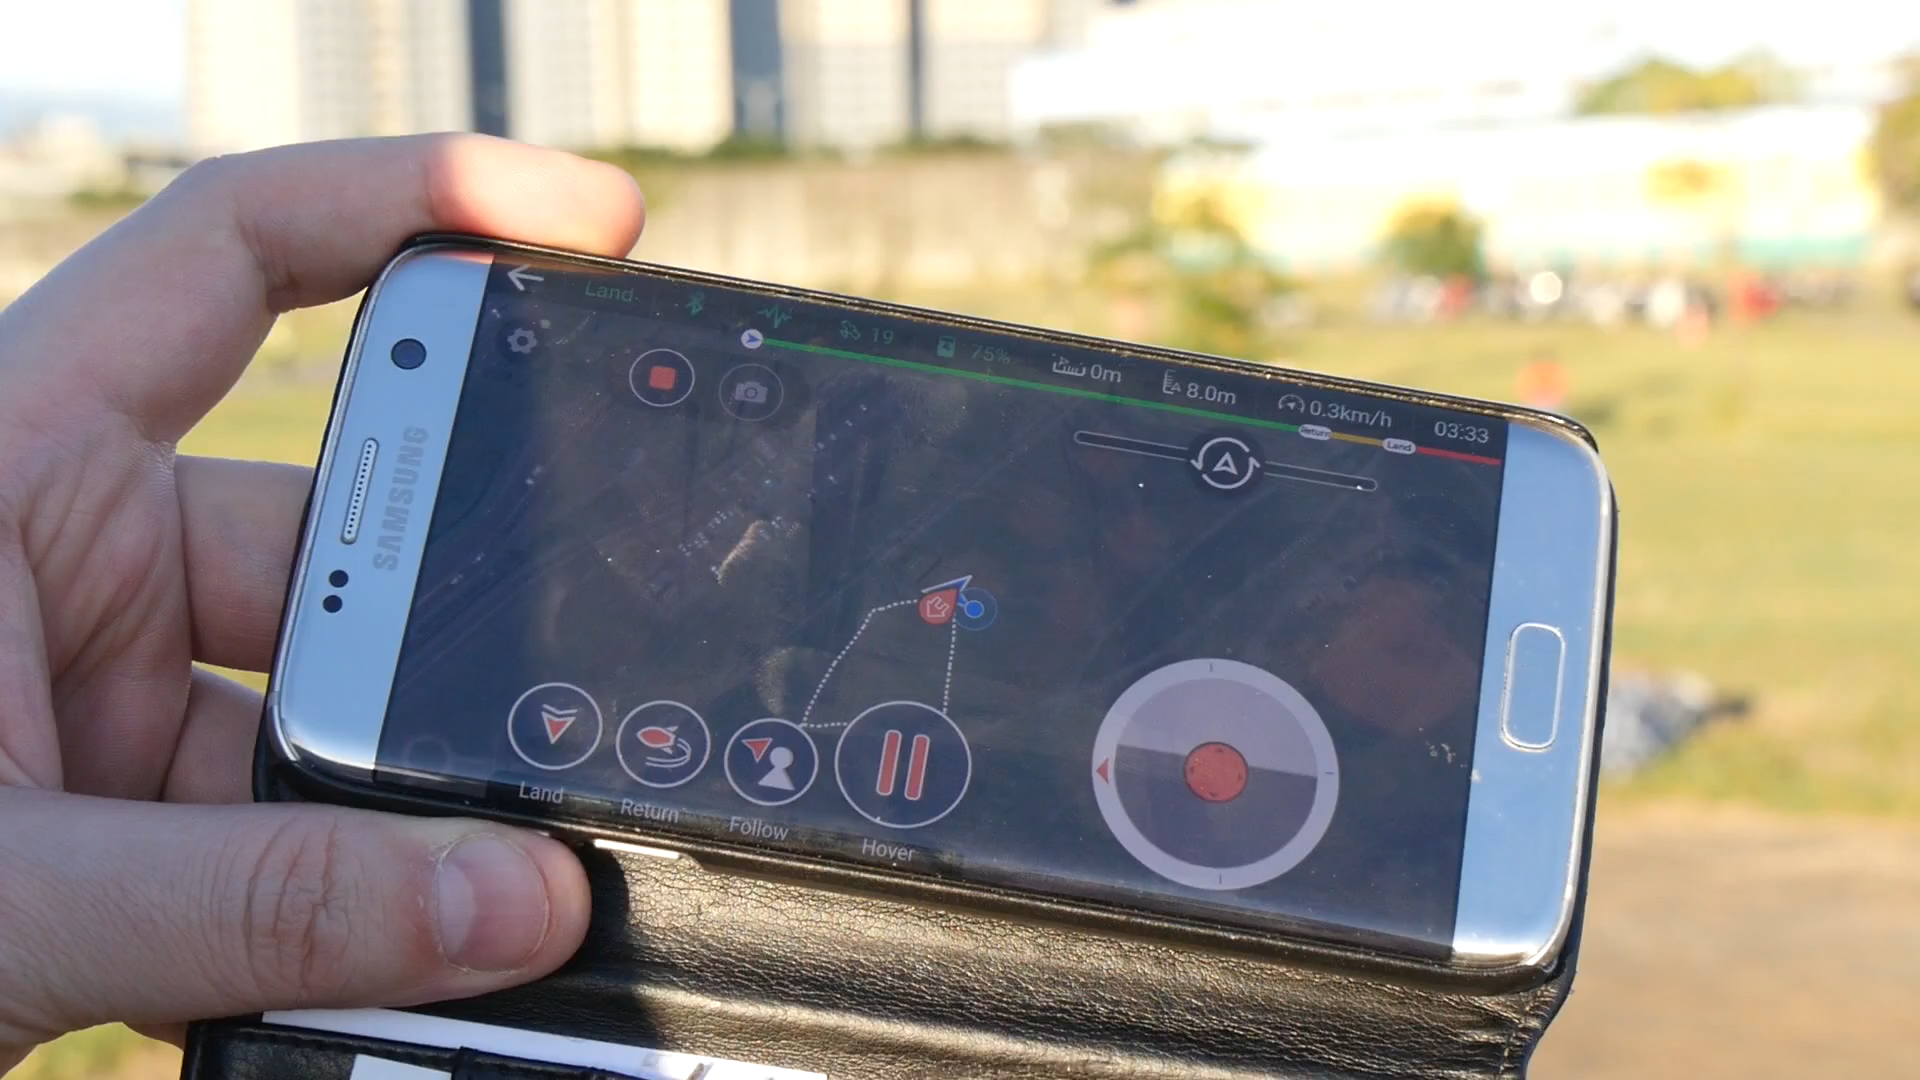 SAMSUNG
Land
19
75%
0m
8.0m
0.3km/h
03:33
Return
Land
Land
Return
Follow
Hover